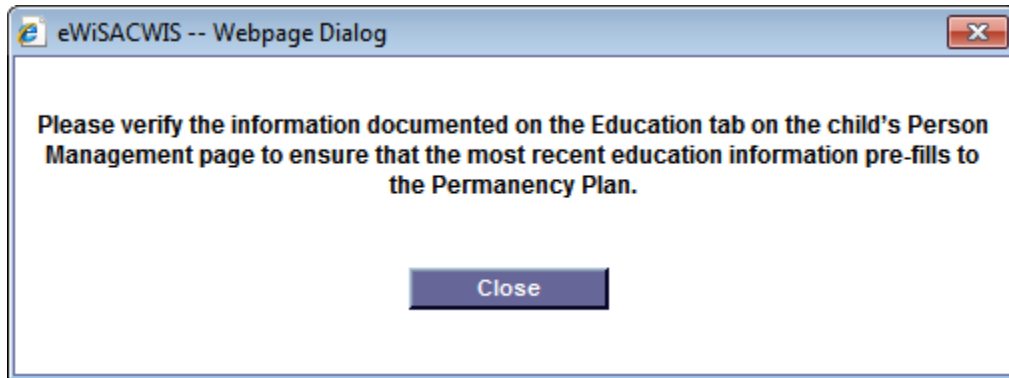 eWiSACWIS -- Webpage Dialog
Please verify the information documented on the Education tab on the child's Person
Management page to ensure that the most recent education information pre-fills to
the Permanency Plan.
Close